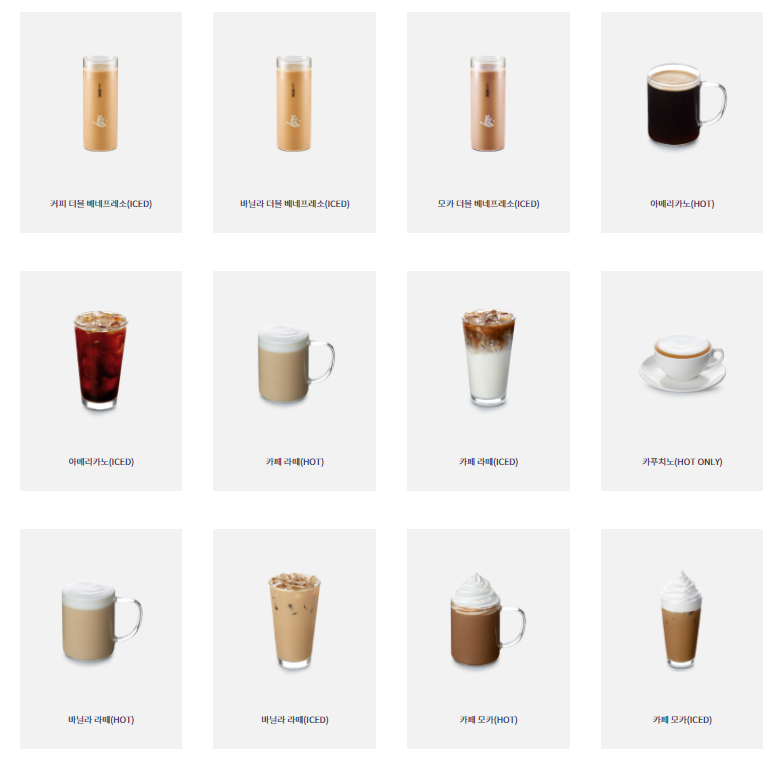 커피 더블 베네프레소(ICED)
바닐라 더블 베네프레소(ICED)
모카 더블 베네프레소(ICED)
아메리카노(HOT)
아메리카노(ICED)
카페 라떼(HOT)
카페 라떼(ICED)
카푸치노(HOT ONLY)
바닐라 라떼(HOT)
바닐라 라떼(ICED)
카페 모카(HOT)
카페 모카(ICED)